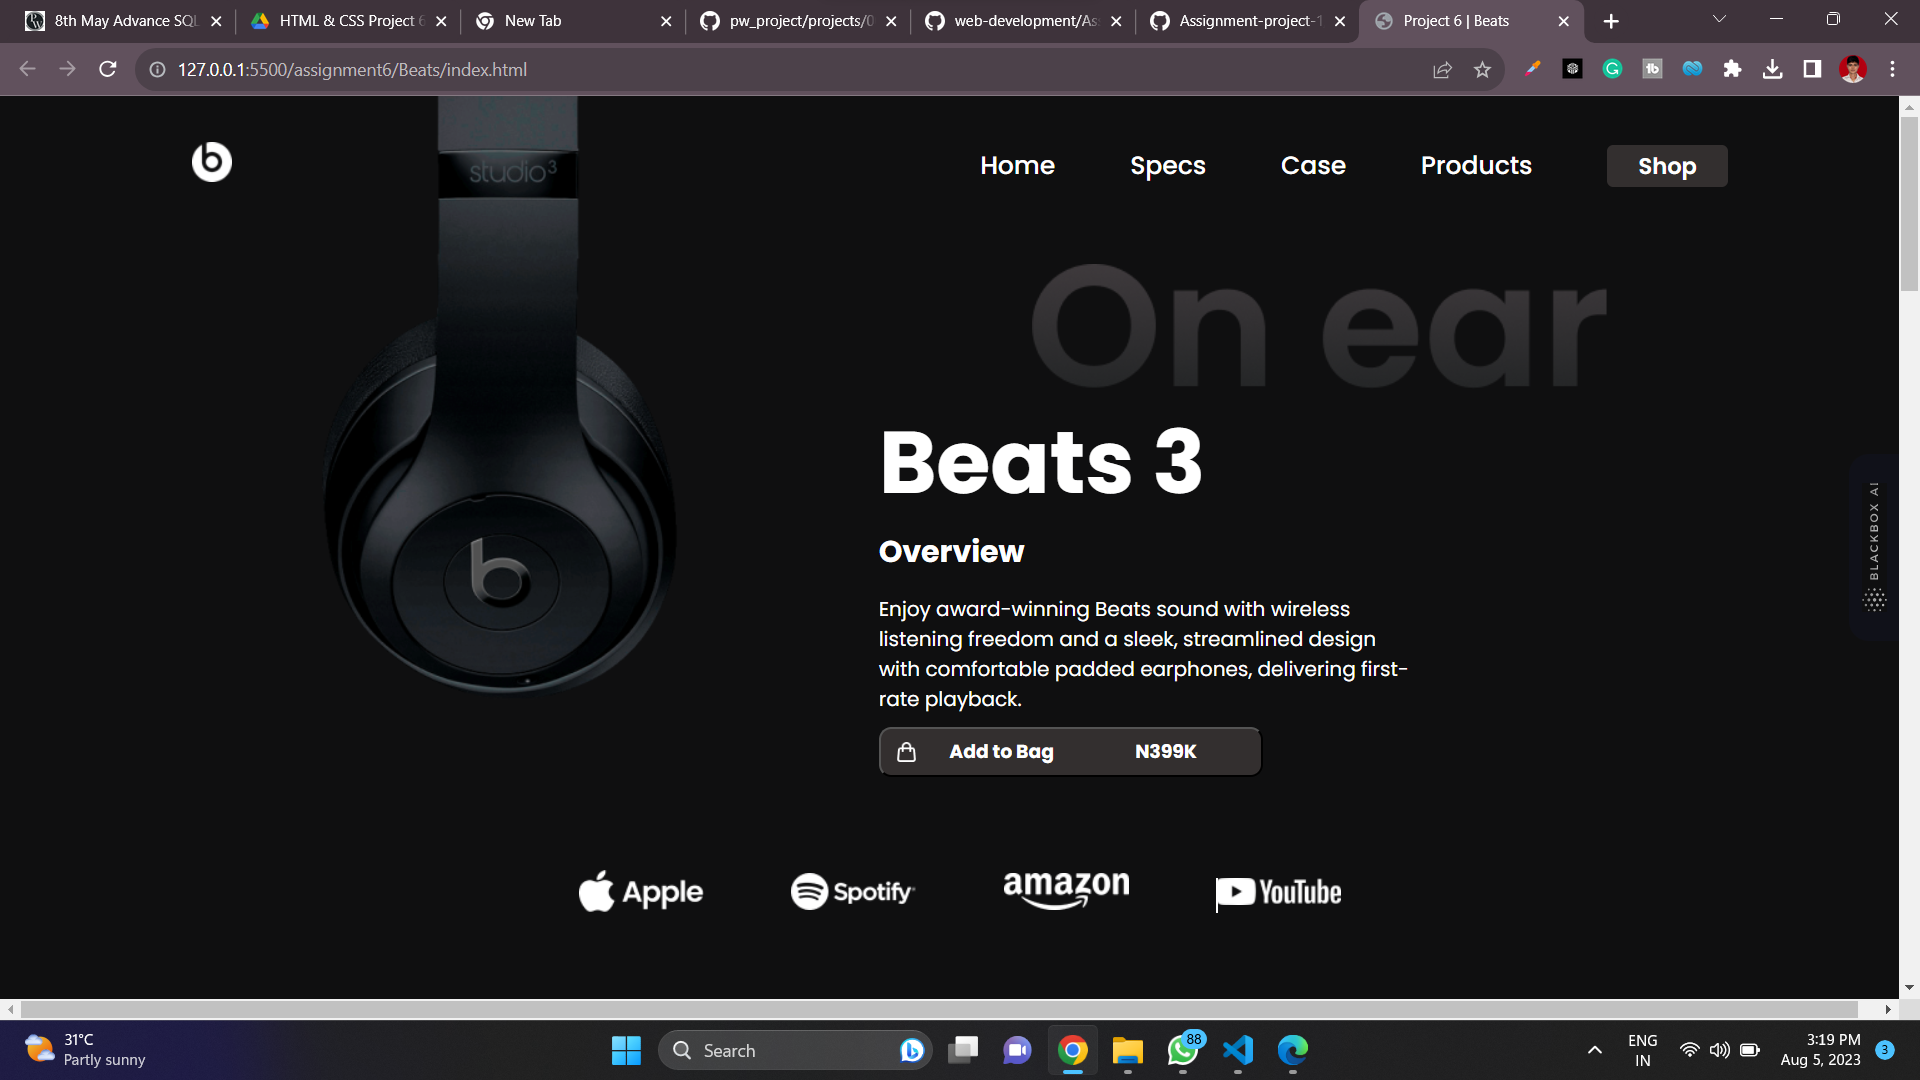 8th May Advance SQL
HTML & CSS Project 6
New Tab
pw_project/projects/0
web-development/As
Assignment-project-1
Project 6 | Beats
127.0.0.1:5500/assignment6/Beats/index.html
b
Home
Specs
Case
Products
Shop
studio3
On ear
Beats 3
Overview
Enjoy award-winning Beats sound with wireless
listening freedom and a sleek, streamlined design
with comfortable padded earphones, delivering first-
rate playback.
Add to Bag
N399K
BLACKBOX AI
Apple
Spotify
amazon
YouTube
31°C
Partly sunny
Search
88
ENG
IN
3:19 PM
Aug 5, 2023
3